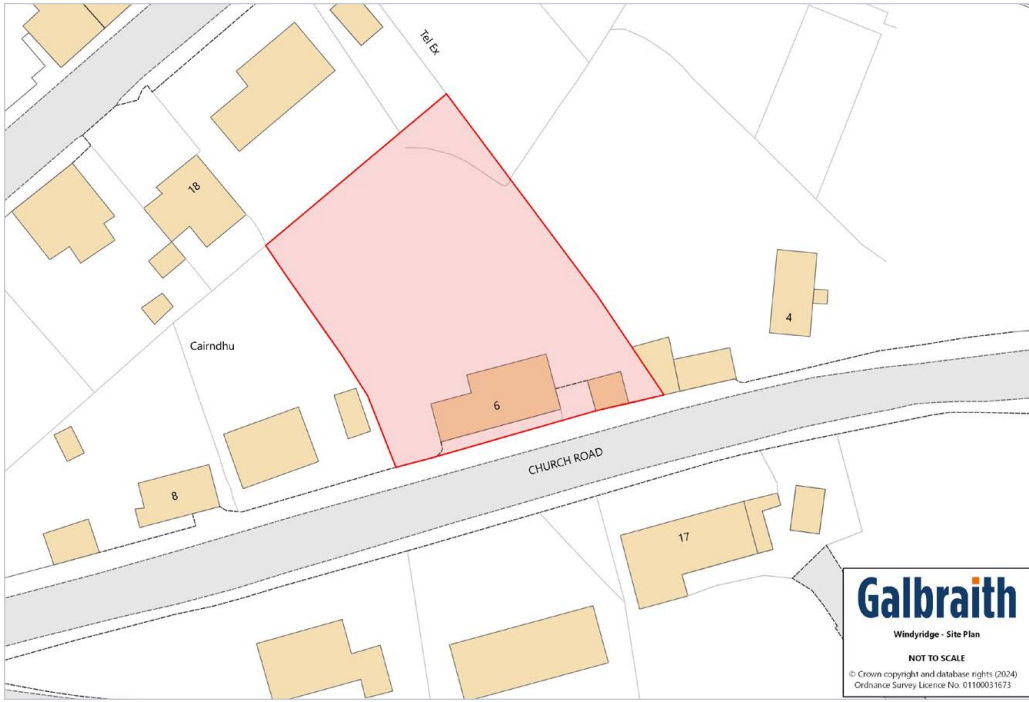 Tel Ex
18
Cairndhu
4
6
CHURCH ROAD
8
17
Galbraith
Windyridge - Site Plan
NOT TO SCALE
© Crown copyright and database rights (2024)
Ordnance Survey Licence No. 01100031673